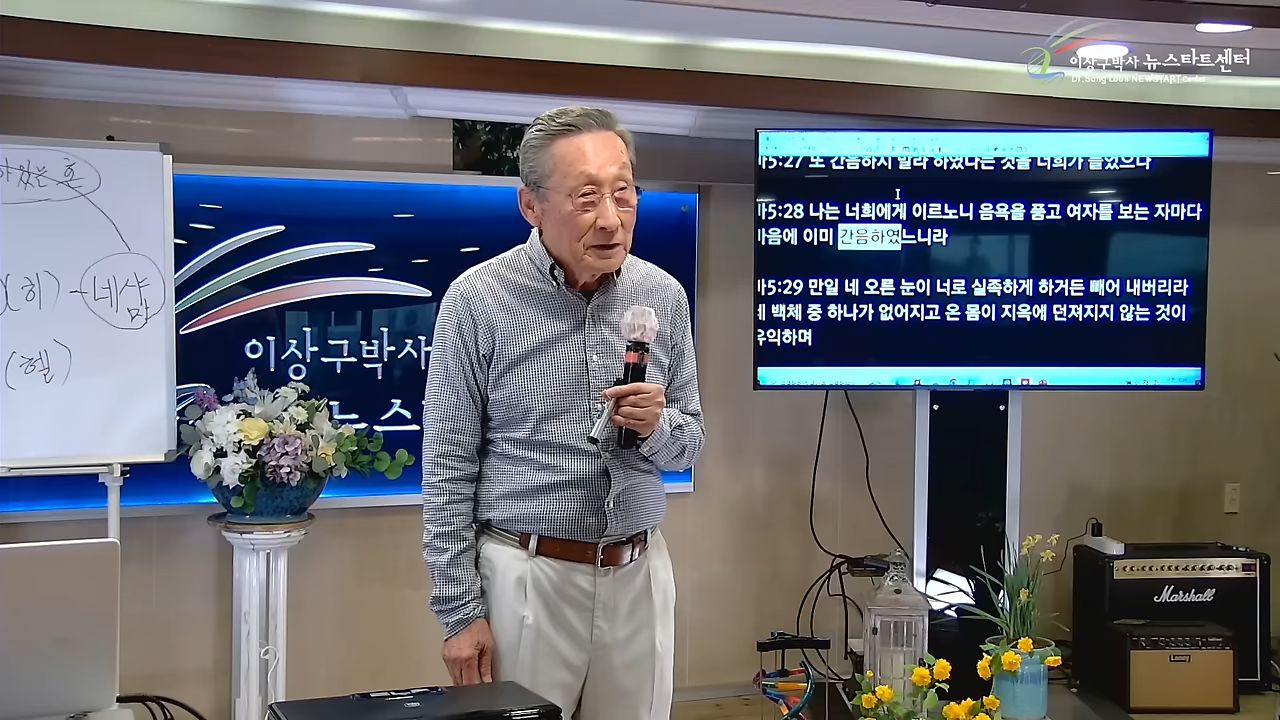 이상구박사 뉴스타트센터
Dr. Sang Lee's NEWSTART Center
5:27 또 간음하지 말라 하였다는 것을 너희가 들었으나
5:28 나는 너희에게 이르노니 음욕을 품고 여자를 보는 자마다
마음에 이미 간음하였느니라
5:29 만일 네 오른 눈이 너로 실족하게 하거든 빼어 내버리라
네 백체 중 하나가 없어지고 온 몸이 지옥에 던져지지 않는 것이
유익하며
(히) - 네샤마
(헬)
이상구박사
뉴스
Marshall
Laney